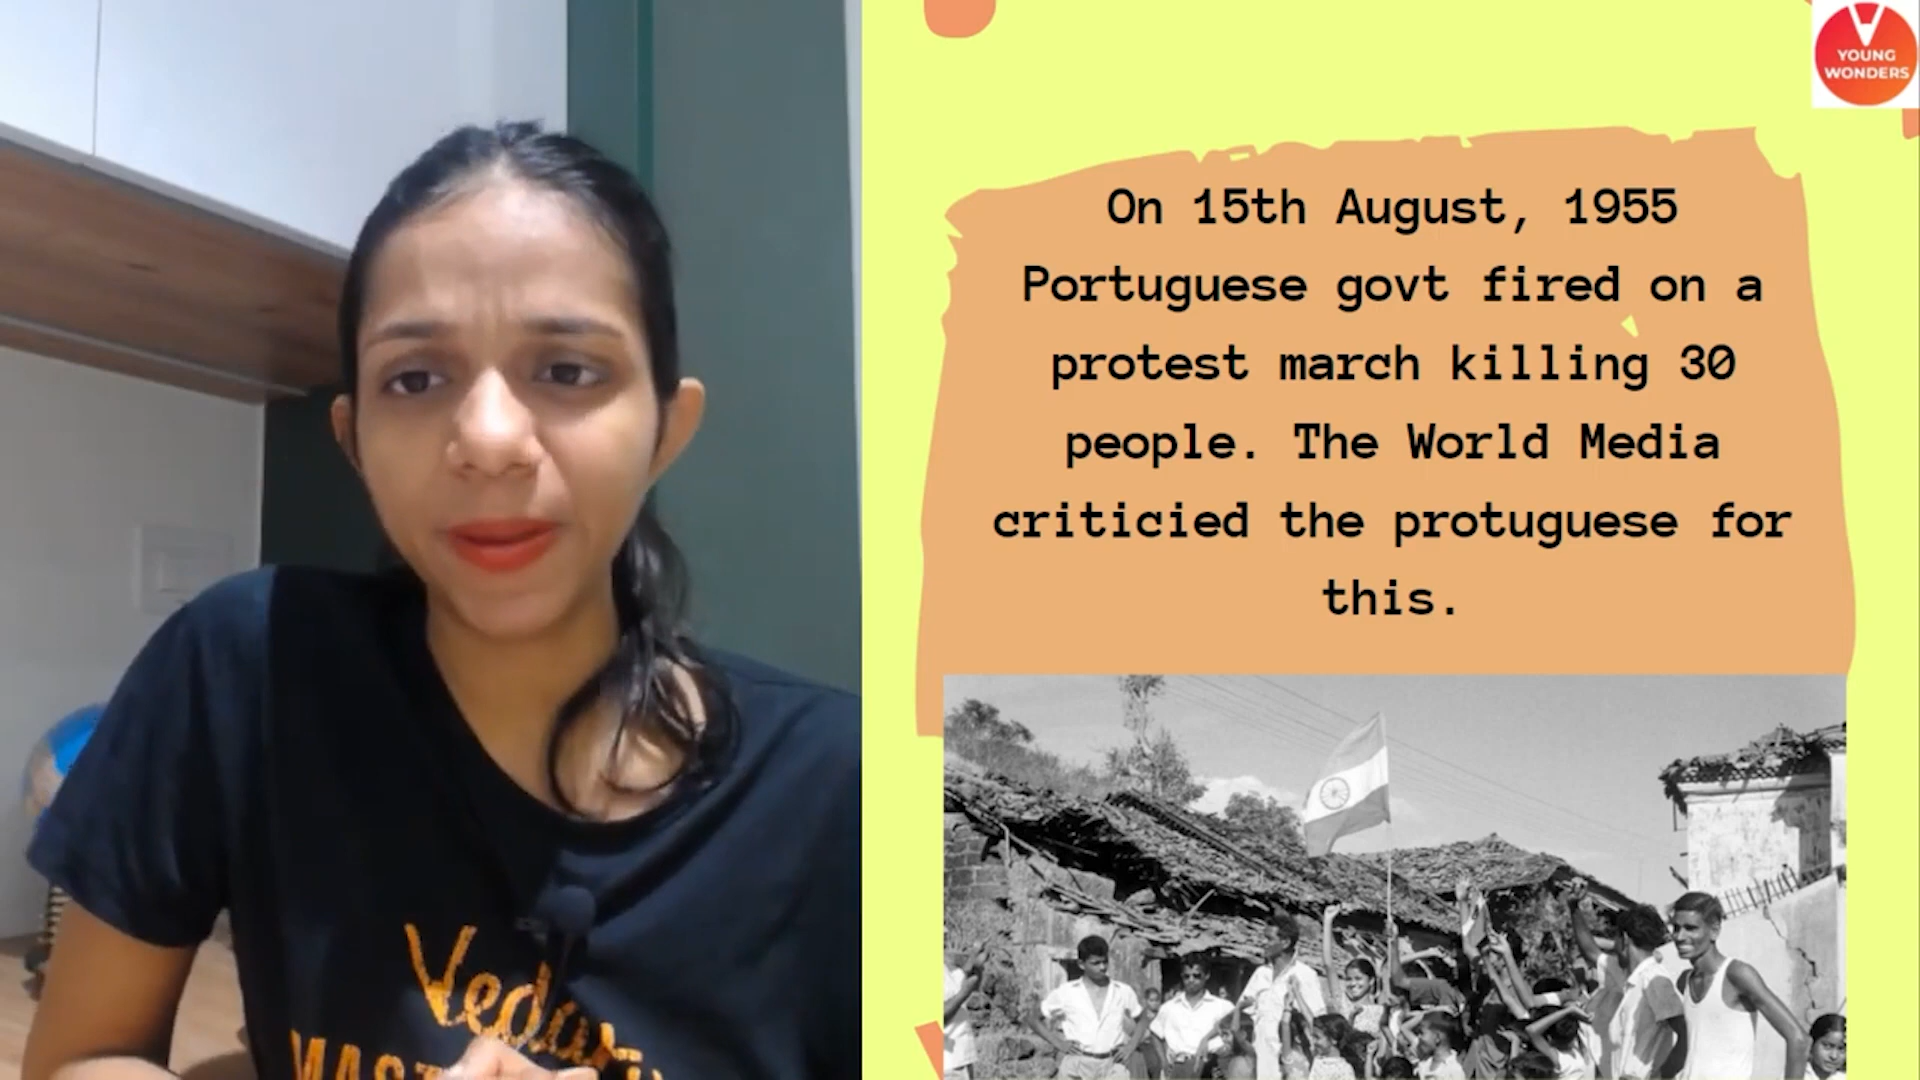 YOUNG
WONDERS
On 15th August, 1955
Portuguese govt fired on a
protest march killing 30
people. The World Media
criticied the protuguese for
this.
Vedantu